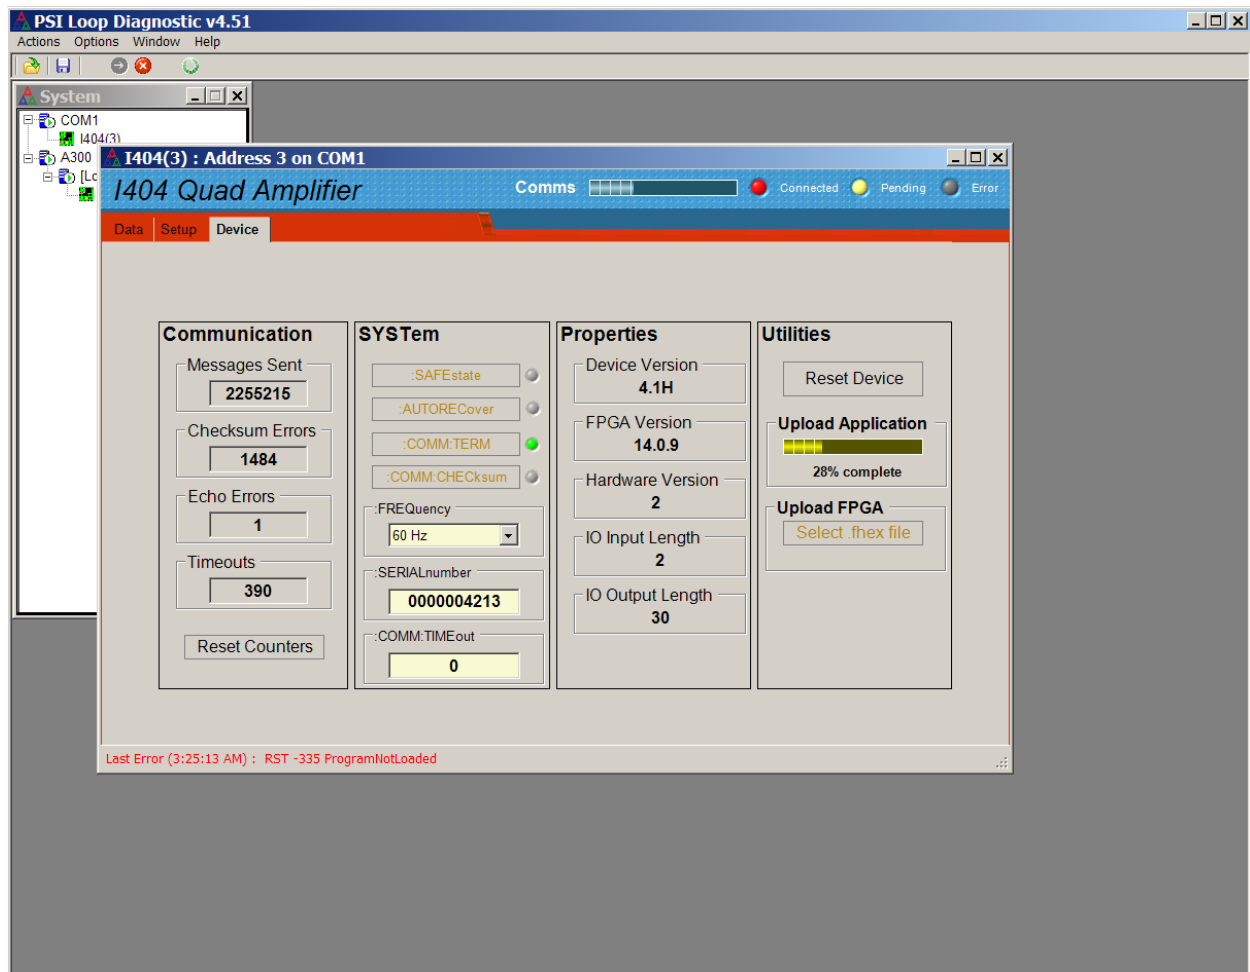 PSI Loop Diagnostic v4.51
Actions Options Window Help
System
COM1
I404(3)
A300
I404(3) : Address 3 on COM1
I404 Quad Amplifier
Comms
Connected
Pending
Error
Data
Setup
Device
Communication
Messages Sent
2255215
Checksum Errors
1484
Echo Errors
1
Timeouts
390
Reset Counters
SYSTem
:SAFEstate
:AUTORECover
:COMM:TERM
:COMM:CHECksum
:FREQuency
60 Hz
:SERIALnumber
0000004213
:COMM:TIMEout
0
Properties
Device Version
4.1H
FPGA Version
14.0.9
Hardware Version
2
IO Input Length
2
IO Output Length
30
Utilities
Reset Device
Upload Application
28% complete
Upload FPGA
Select .fhex file
Last Error (3:25:13 AM) : RST -335 ProgramNotLoaded